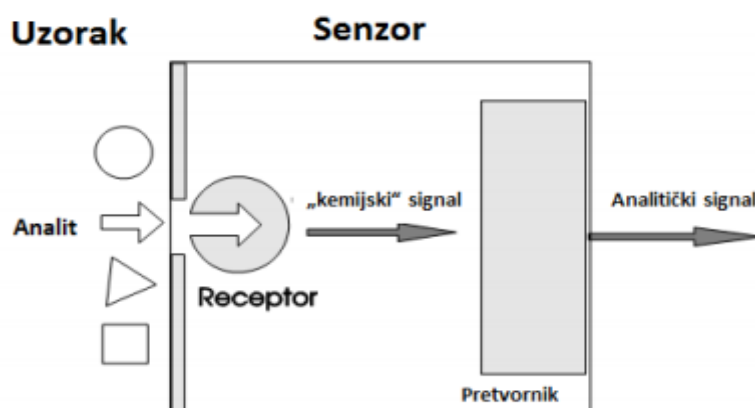 Uzorak
Senzor
Analit
Receptor
„kemijski“ signal
Analitički signal
Pretvornik